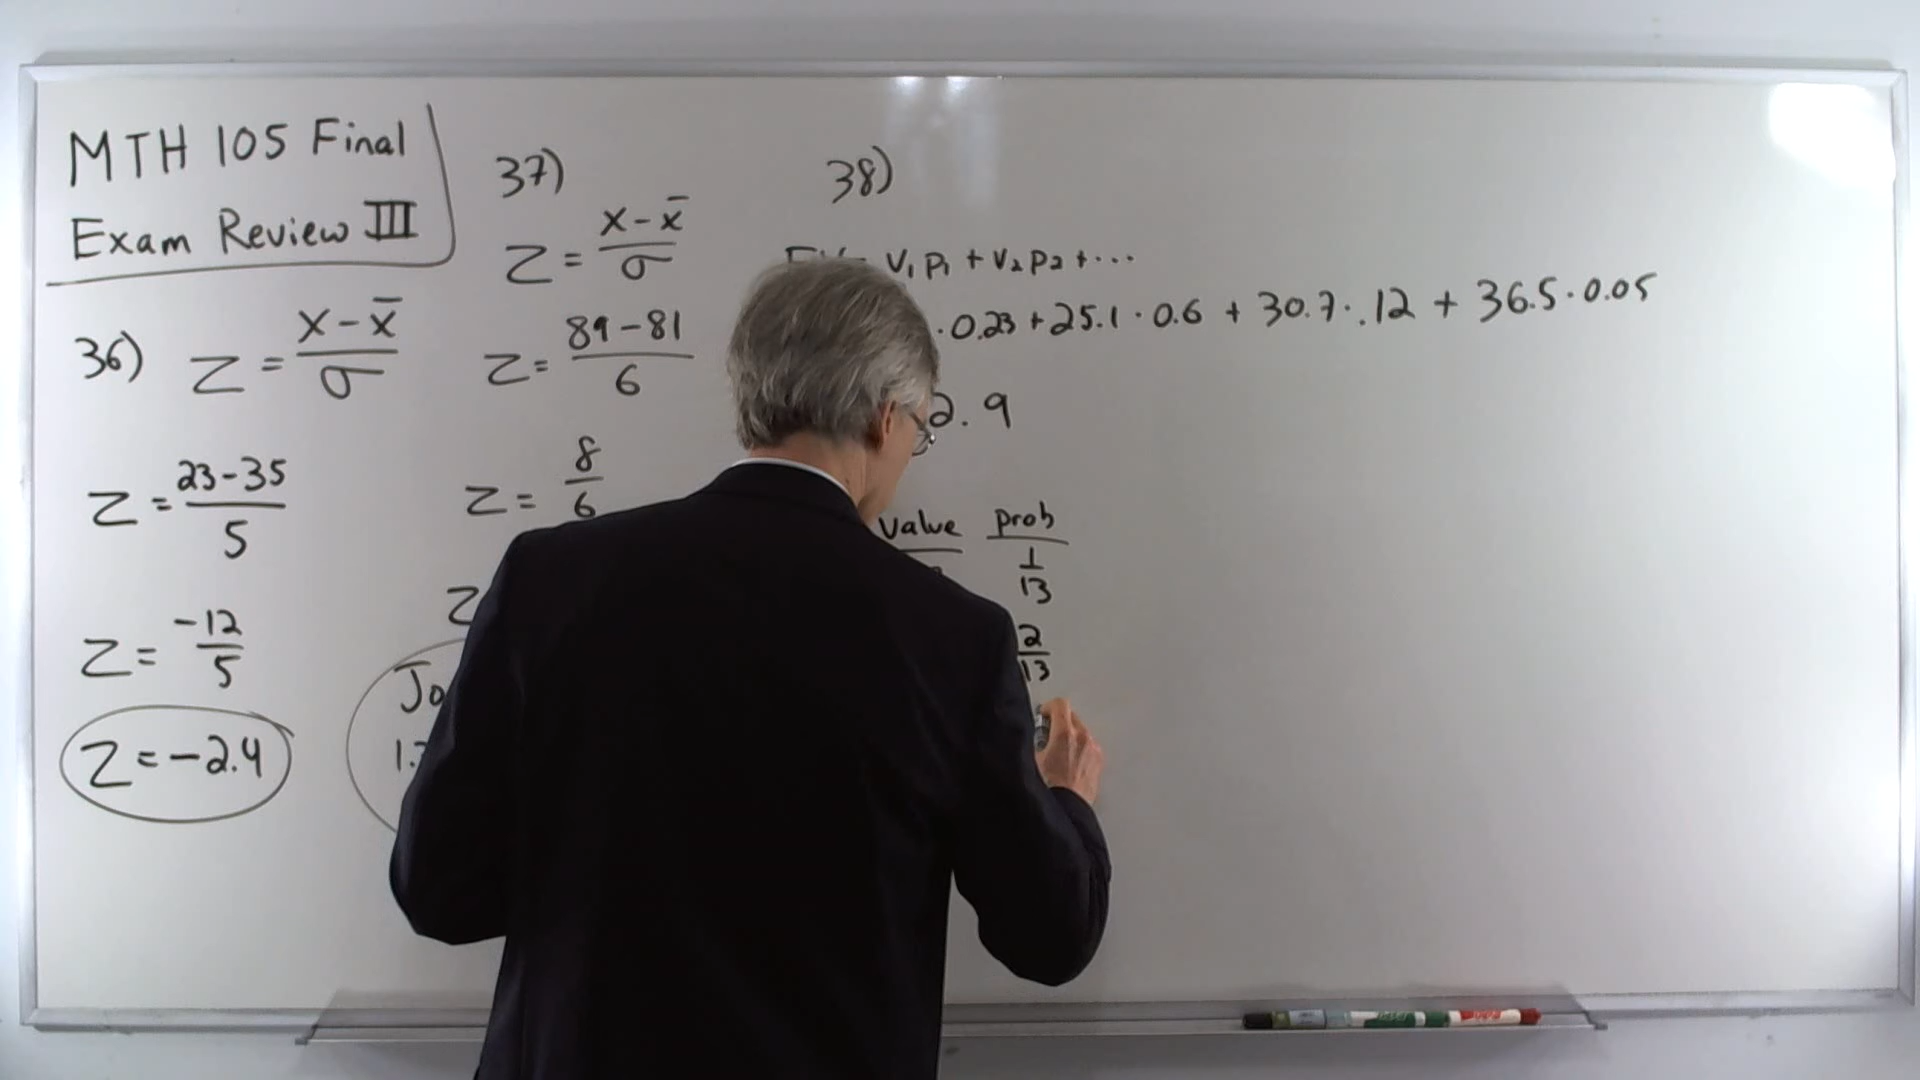 MTH 105 Final
Exam Review III
36) Z = (x - x̄)/σ
Z = (23-35)/5
Z = -12/5
Z = -2.4
37)
Z = (x - x̄)/σ
Z = (89-81)/6
Z = 8/6
Z
38)
v₁p₁ + v₂p₂ + ...
· 0.23 + 25.1 · 0.6 + 30.7 · .12 + 36.5 · 0.05
2.9
value prob
1/13
2/13